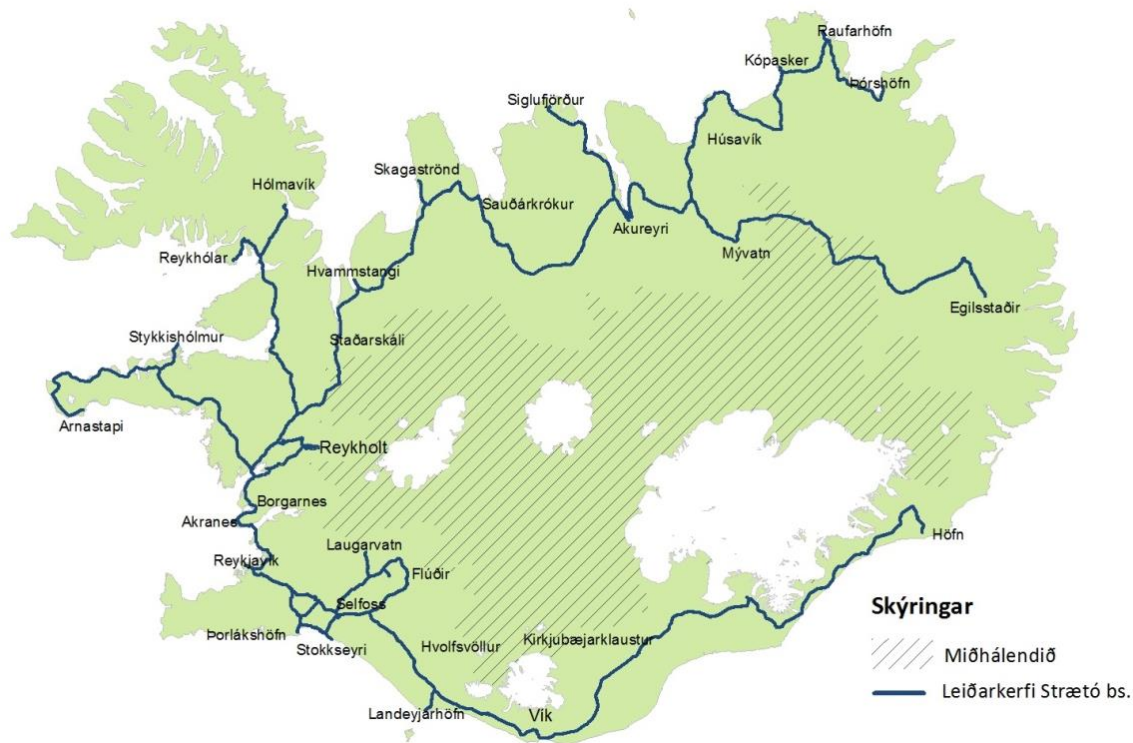 Raufarhöfn
Kópasker
Þórshöfn
Siglufjörður
Húsavík
Skagaströnd
Hólmavík
Sauðárkrókur
Akureyri
Reykhólar
Mývatn
Hvammstangi
Egilsstaðir
Stykkishólmur
Staðarskáli
Arnastapi
Reykholt
Borgarnes
Akranes
Höfn
Laugarvatn
Reykjavík
Flúðir
Selfoss
Skýringar
Þorlákshöfn
Hvolfsvöllur
Kirkjubæjarklaustur
Stokkseyri
Miðhálendið
Leiðarkerfi Strætó bs.
Landeyjarhöfn
Vík